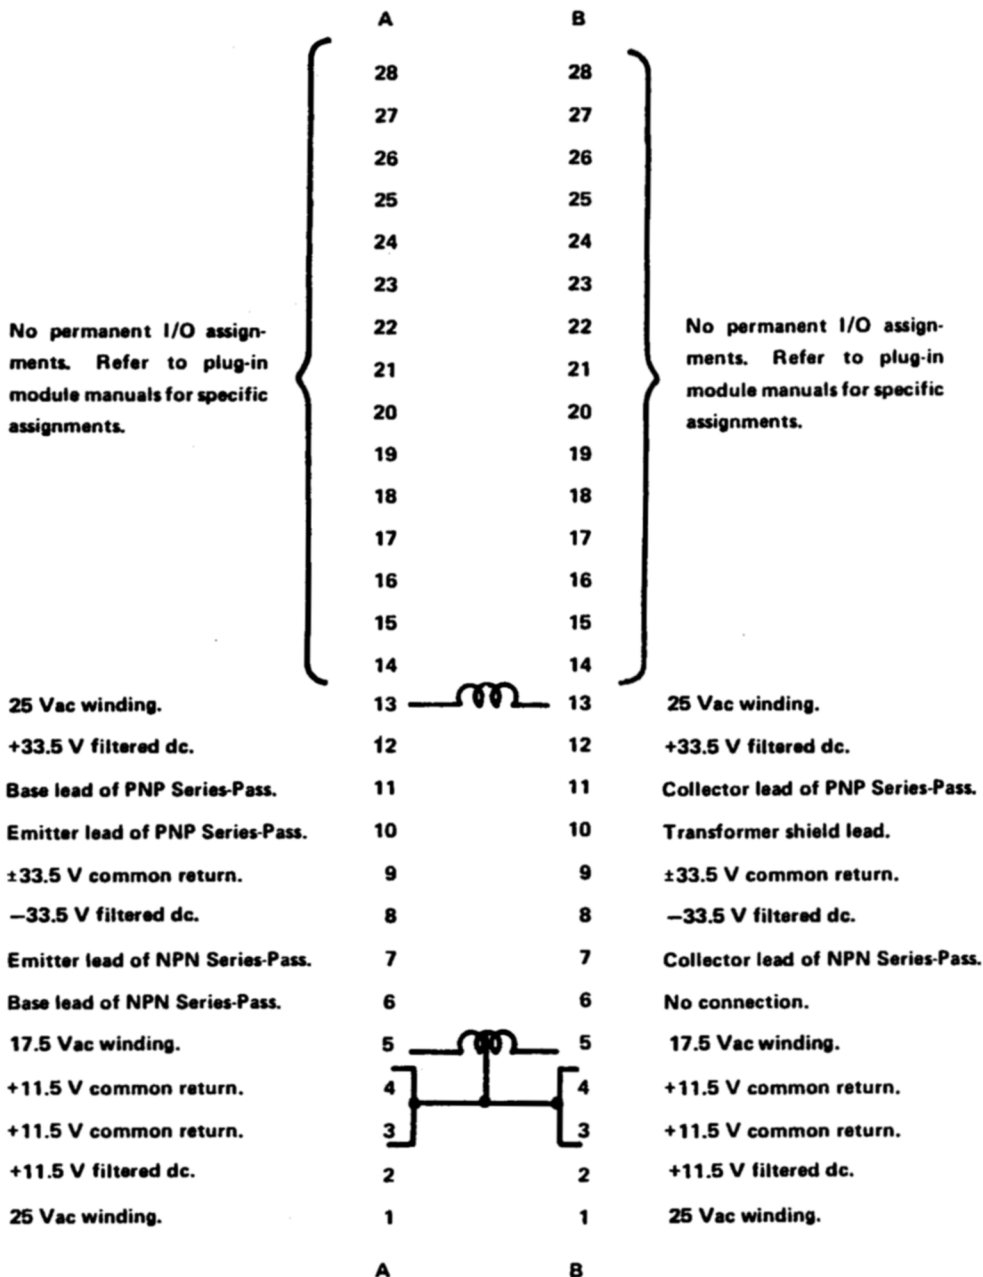 A B
28 28
27 27
26 26
25 25
24 24
23 23
No permanent I/O assign-
ments. Refer to plug-in
module manuals for specific
assignments.
22 22
21 21
20 20
No permanent I/O assign-
ments. Refer to plug-in
module manuals for specific
assignments.
19 19
18 18
17 17
16 16
15 15
14 14
25 Vac winding. 13 13 25 Vac winding.
+33.5 V filtered dc. 12 12 +33.5 V filtered dc.
Base lead of PNP Series-Pass. 11 11 Collector lead of PNP Series-Pass.
Emitter lead of PNP Series-Pass. 10 10 Transformer shield lead.
±33.5 V common return. 9 9 ±33.5 V common return.
—33.5 V filtered dc. 8 8 —33.5 V filtered dc.
Emitter lead of NPN Series-Pass. 7 7 Collector lead of NPN Series-Pass.
Base lead of NPN Series-Pass. 6 6 No connection.
17.5 Vac winding. 5 5 17.5 Vac winding.
+11.5 V common return. 4 4 +11.5 V common return.
+11.5 V common return. 3 3 +11.5 V common return.
+11.5 V filtered dc. 2 2 +11.5 V filtered dc.
25 Vac winding. 1 1 25 Vac winding.
A B